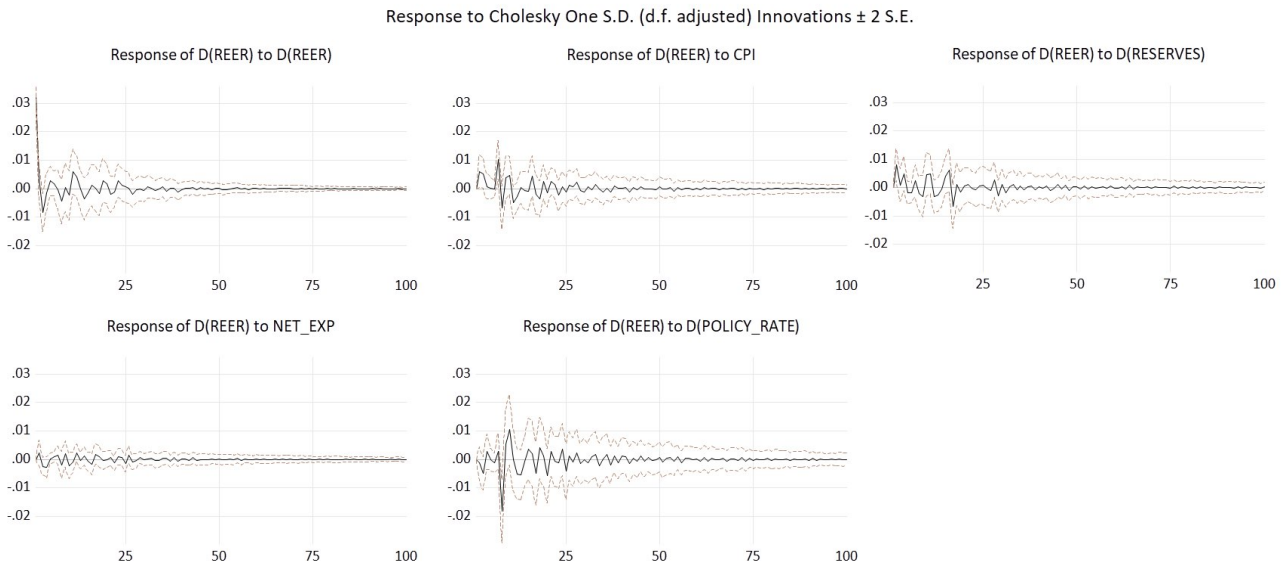 Response to Cholesky One S.D. (d.f. adjusted) Innovations ± 2 S.E.
Response of D(REER) to D(REER)
.03
.02
.01
.00
-.01
-.02
25 50 75 100
Response of D(REER) to CPI
.03
.02
.01
.00
-.01
-.02
25 50 75 100
Response of D(REER) to D(RESERVES)
.03
.02
.01
.00
-.01
-.02
25 50 75 100
Response of D(REER) to NET_EXP
.03
.02
.01
.00
-.01
-.02
25 50 75 100
Response of D(REER) to D(POLICY_RATE)
.03
.02
.01
.00
-.01
-.02
25 50 75 100